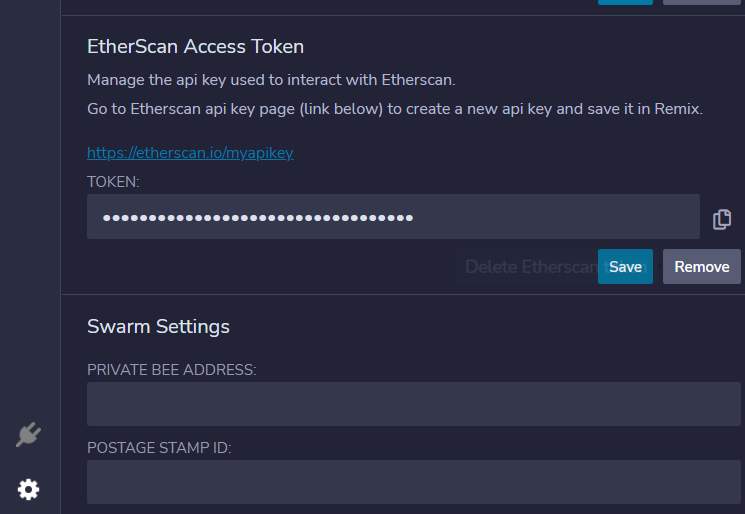 EtherScan Access Token
Manage the api key used to interact with Etherscan.
Go to Etherscan api key page (link below) to create a new api key and save it in Remix.
https://etherscan.io/myapikey
TOKEN:
••••••••••••••••••••••••••••••••••
Delete Etherscan token
Save
Remove
Swarm Settings
PRIVATE BEE ADDRESS:
POSTAGE STAMP ID: